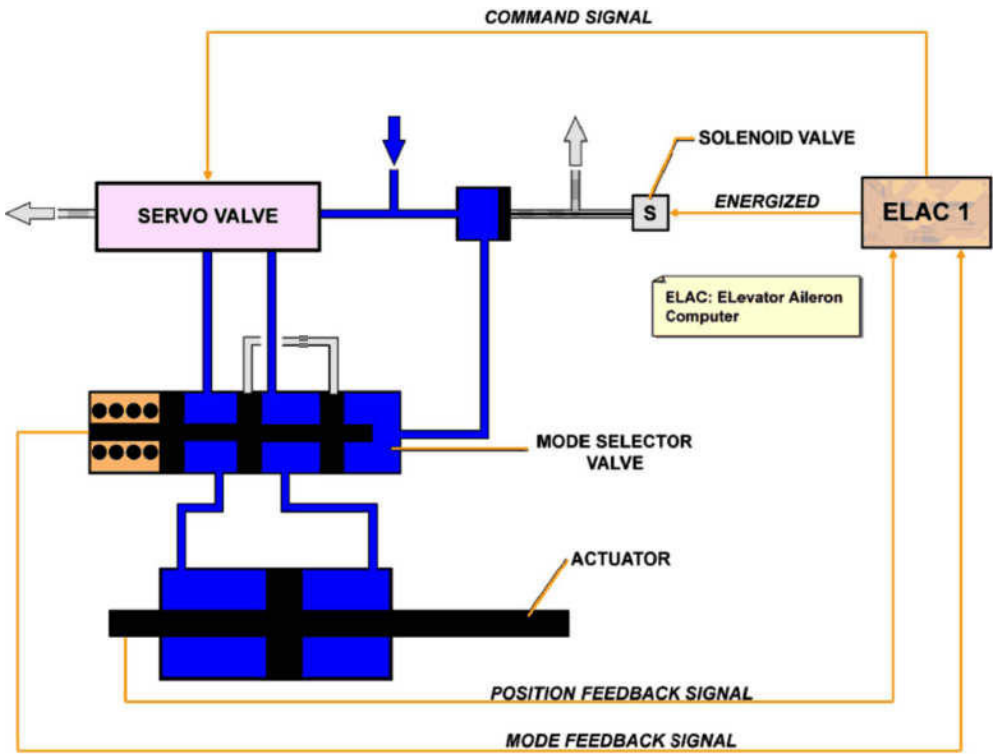 COMMAND SIGNAL
SOLENOID VALVE
SERVO VALVE
S
ENERGIZED
ELAC 1
ELAC: ELevator Aileron
Computer
MODE SELECTOR
VALVE
ACTUATOR
POSITION FEEDBACK SIGNAL
MODE FEEDBACK SIGNAL